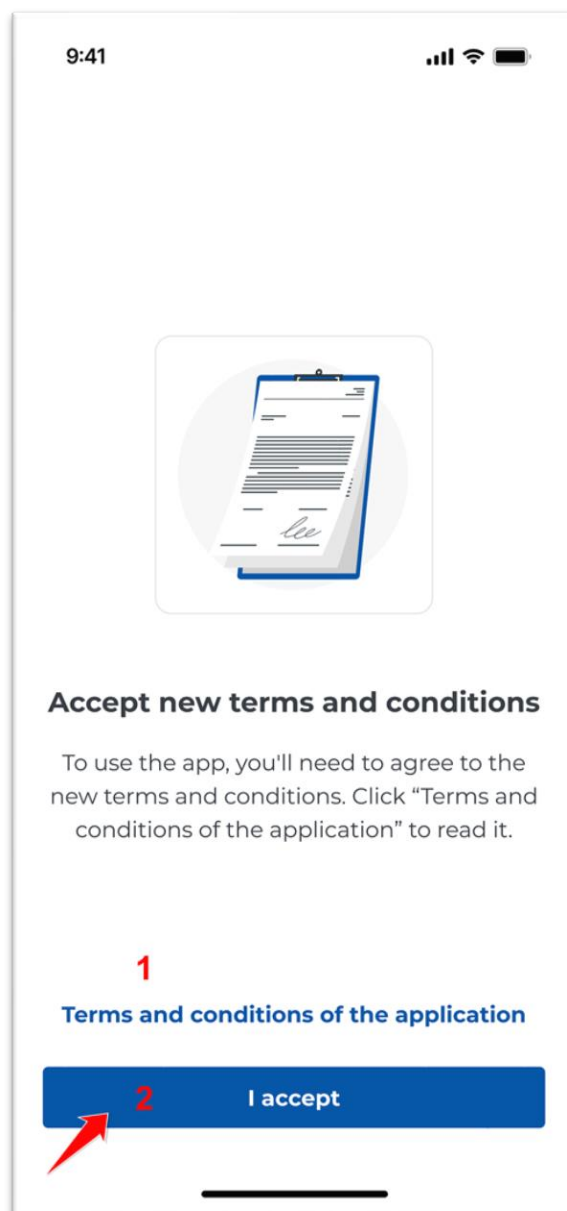 9:41
Accept new terms and conditions
To use the app, you'll need to agree to the
new terms and conditions. Click “Terms and
conditions of the application” to read it.
1
Terms and conditions of the application
2 I accept